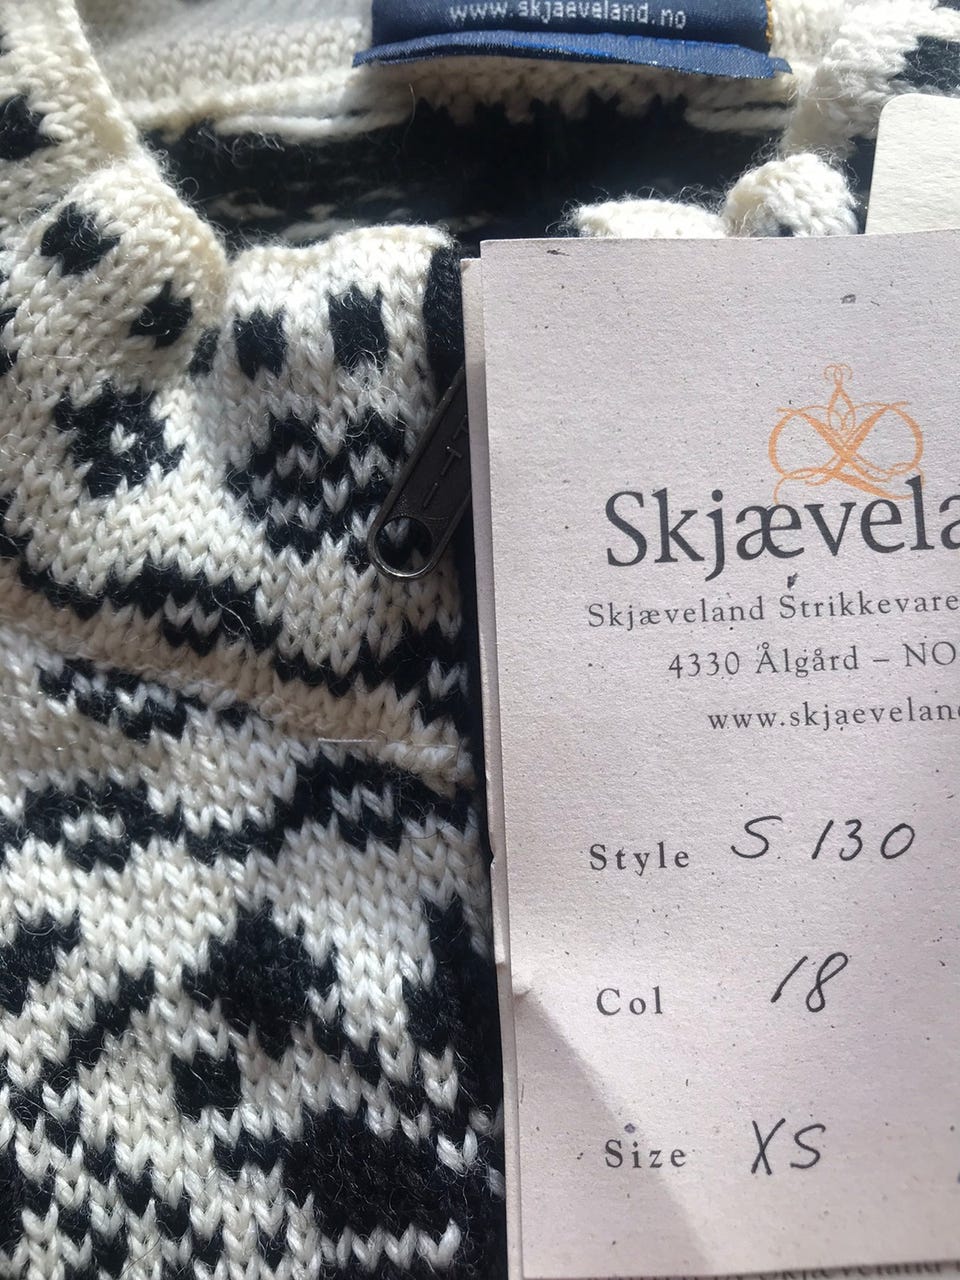 www.skjaeveland.no
Skjævela
Skjæveland Strikkevare
4330 Ålgård – NO
www.skjaeveland
Style S. 130
Col 18
Size XS